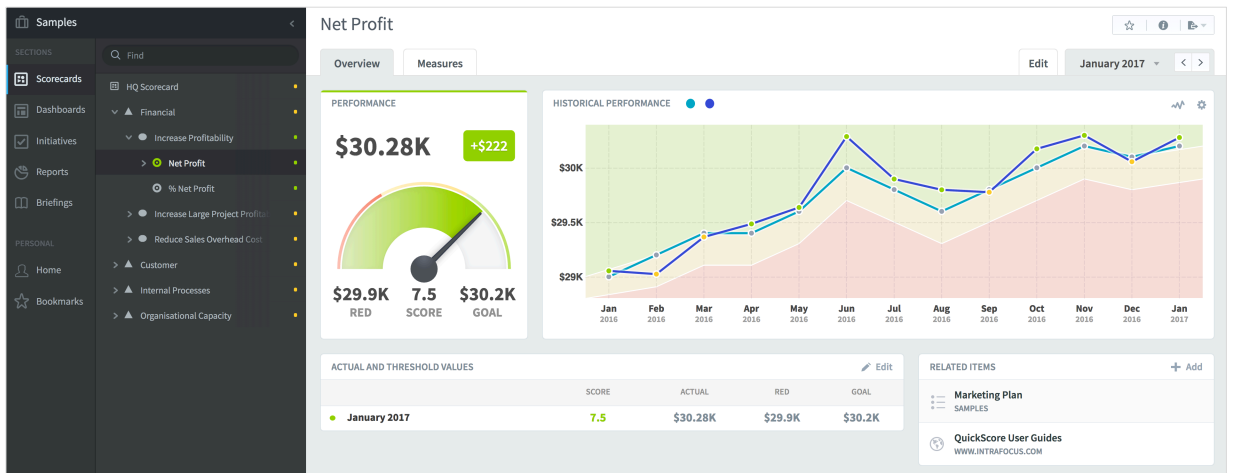 Samples
SECTIONS
Scorecards
Dashboards
Initiatives
Reports
Briefings
PERSONAL
Home
Bookmarks
Find
HQ Scorecard
Financial
Increase Profitability
Net Profit
% Net Profit
Increase Large Project
Reduce Sales Overhead Cost
Customer
Internal Processes
Organisational Capacity
Net Profit
Overview Measures Edit January 2017
PERFORMANCE
$30.28K +$222
$29.9K 7.5 $30.2K
RED SCORE GOAL
HISTORICAL PERFORMANCE
$30K
$29.5K
$29K
Jan Feb Mar Apr May Jun Jul Aug Sep Oct Nov Dec Jan
2016 2016 2016 2016 2016 2016 2016 2016 2016 2016 2016 2016 2017
ACTUAL AND THRESHOLD VALUES Edit
SCORE ACTUAL RED GOAL
January 2017 7.5 $30.28K $29.9K $30.2K
RELATED ITEMS Add
Marketing Plan
SAMPLES
QuickScore User Guides
WWW.INTRAFOCUS.COM